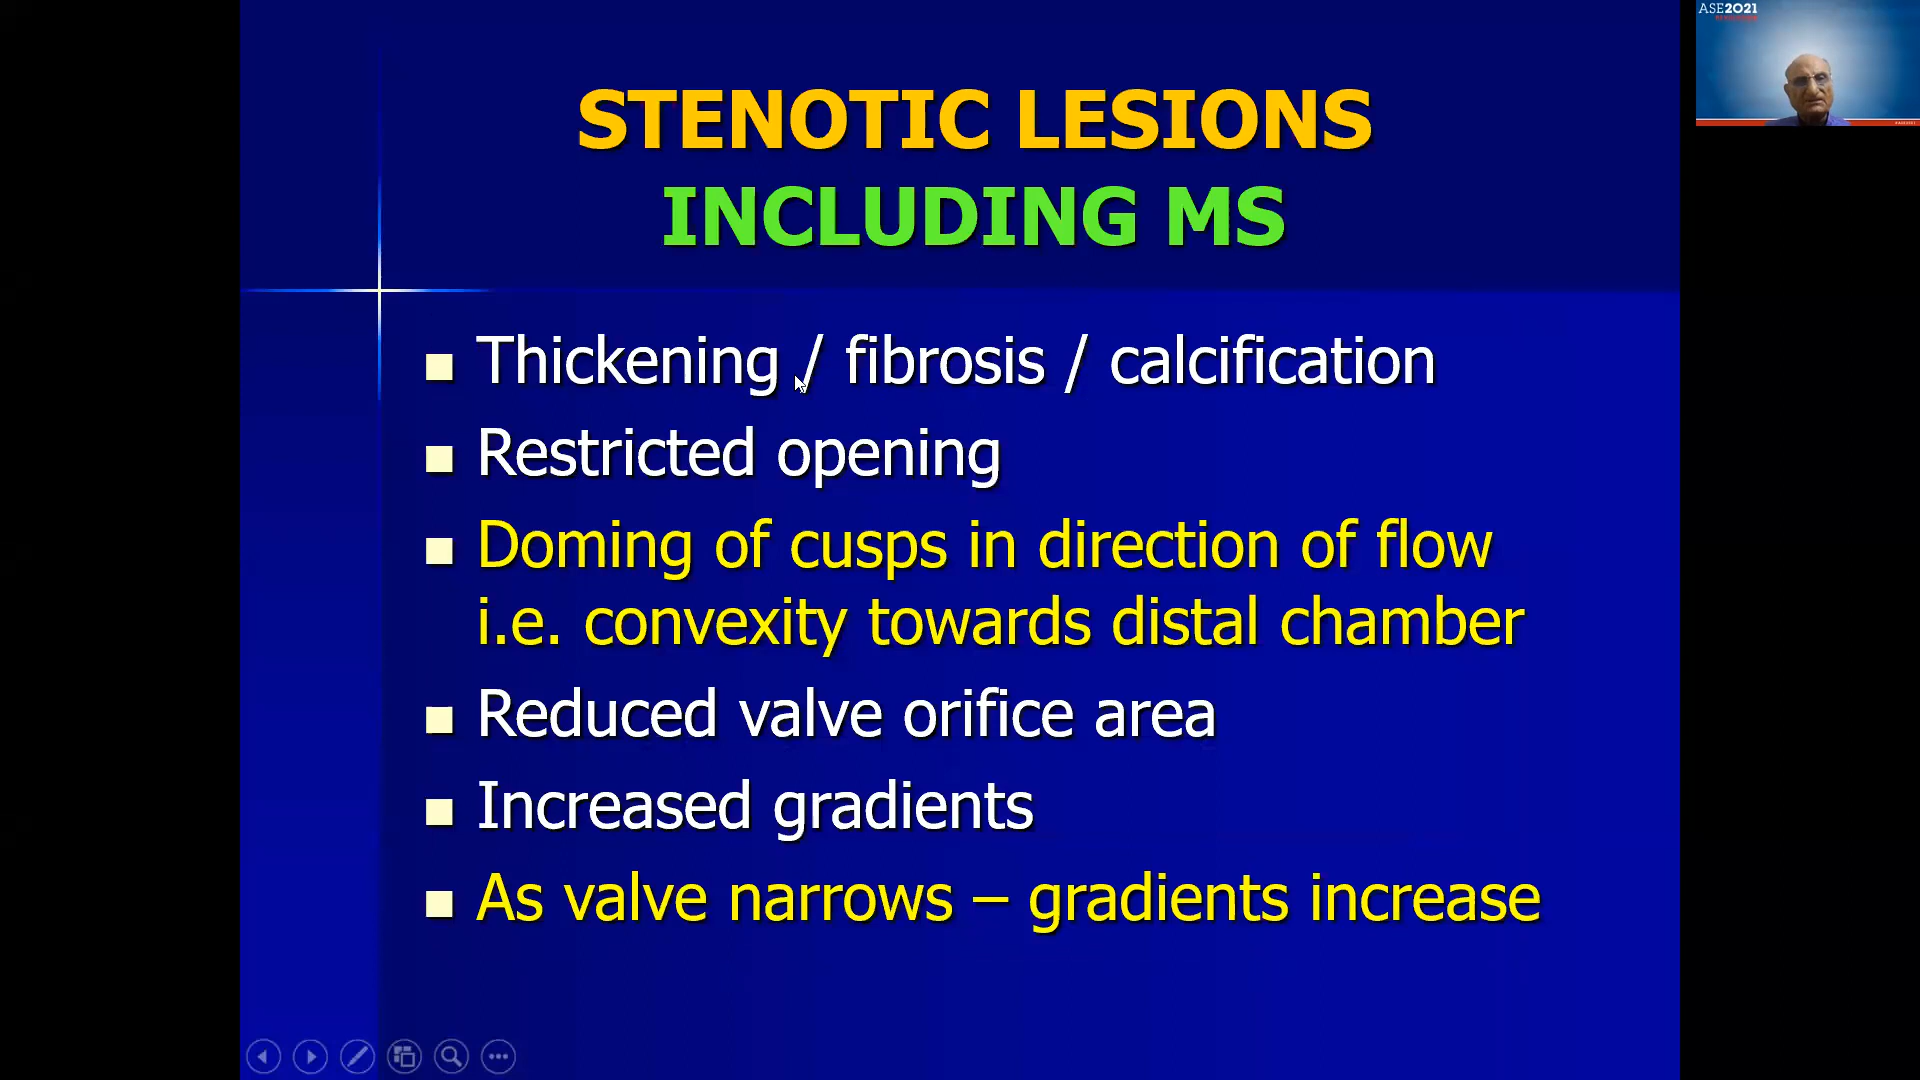 ASE2021
STENOTIC LESIONS
INCLUDING MS
Thickening / fibrosis / calcification
Restricted opening
Doming of cusps in direction of flow
i.e. convexity towards distal chamber
Reduced valve orifice area
Increased gradients
As valve narrows – gradients increase